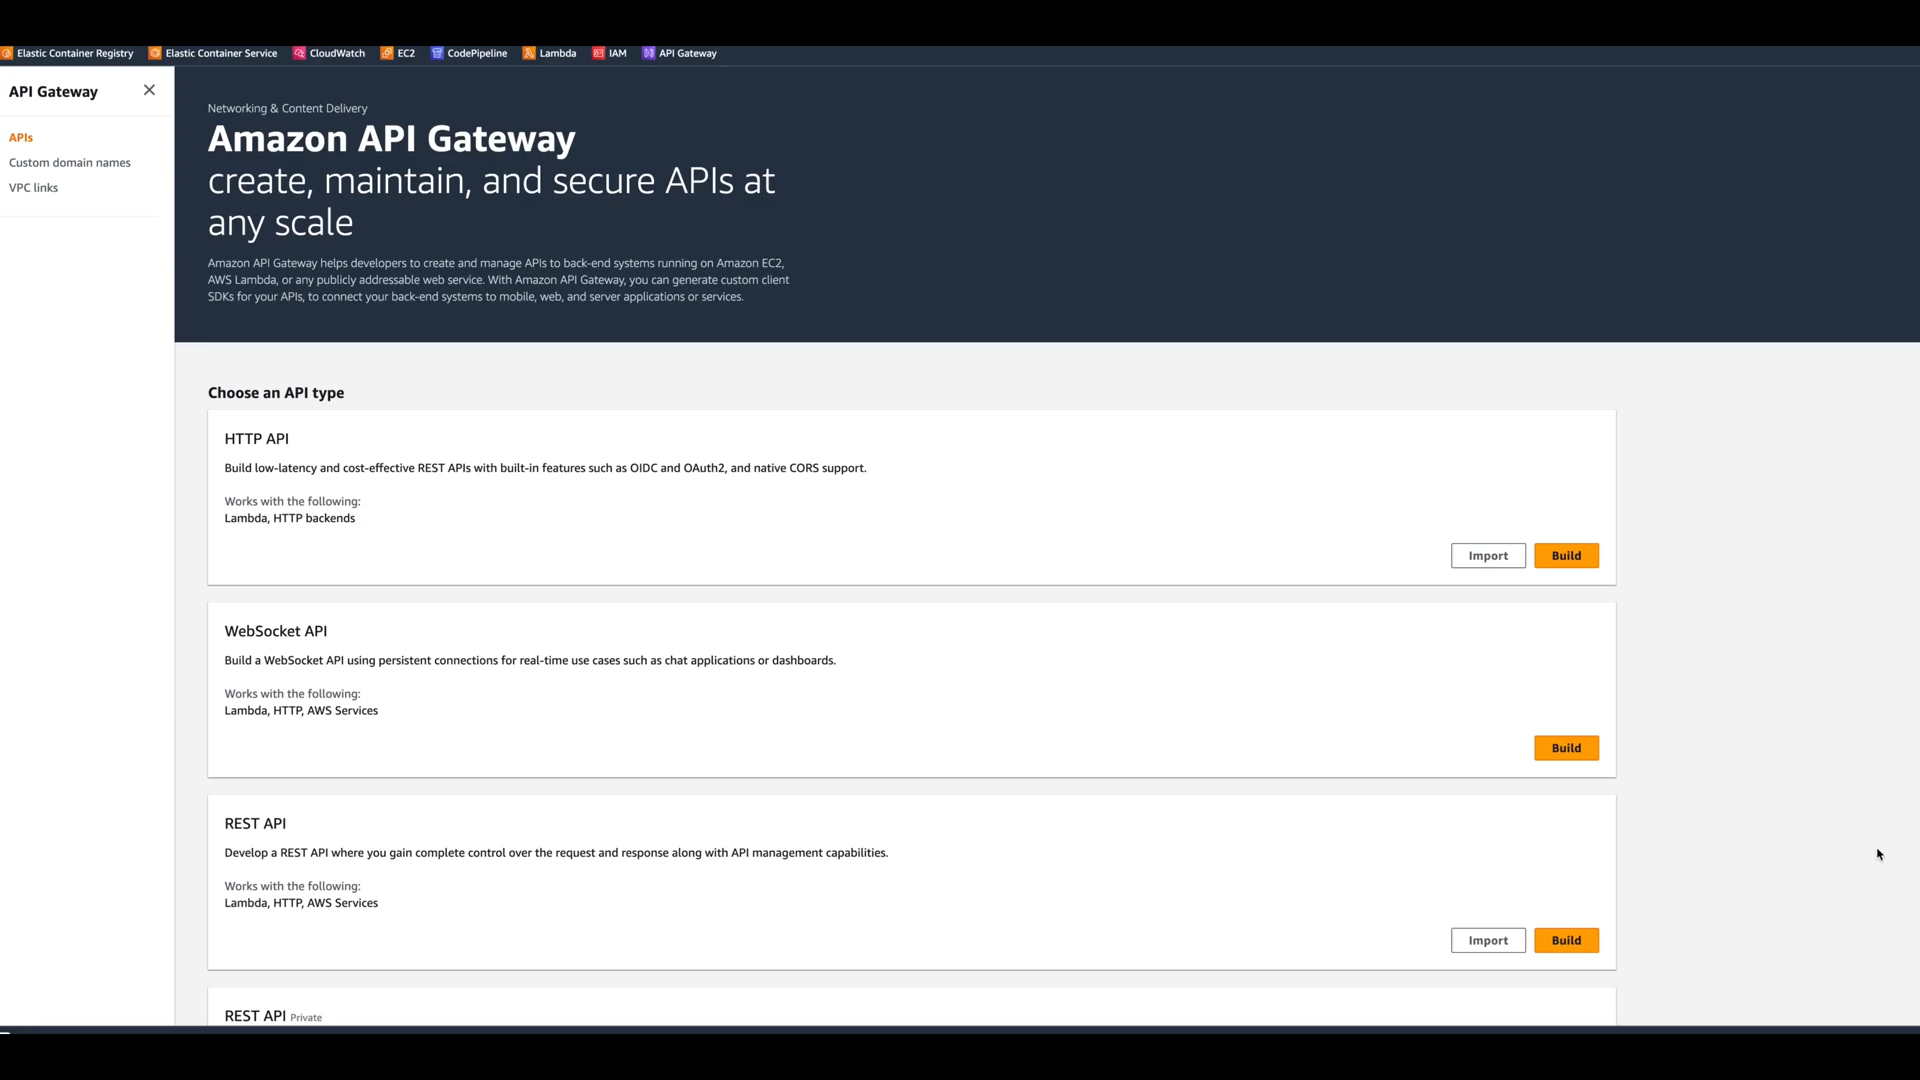 Elastic Container Registry Elastic Container Service CloudWatch EC2 CodePipeline Lambda IAM API Gateway
API Gateway
APIs
Custom domain names
VPC links
Networking & Content Delivery
Amazon API Gateway
create, maintain, and secure APIs at
any scale
Amazon API Gateway helps developers to create and manage APIs to back-end systems running on Amazon EC2,
AWS Lambda, or any publicly addressable web service. With Amazon API Gateway, you can generate custom client
SDKs for your APIs, to connect your back-end systems to mobile, web, and server applications or services.
Choose an API type
HTTP API
Build low-latency and cost-effective REST APIs with built-in features such as OIDC and OAuth2, and native CORS support.
Works with the following:
Lambda, HTTP backends
Import Build
WebSocket API
Build a WebSocket API using persistent connections for real-time use cases such as chat applications or dashboards.
Works with the following:
Lambda, HTTP, AWS Services
Build
REST API
Develop a REST API where you gain complete control over the request and response along with API management capabilities.
Works with the following:
Lambda, HTTP, AWS Services
Import Build
REST API Private